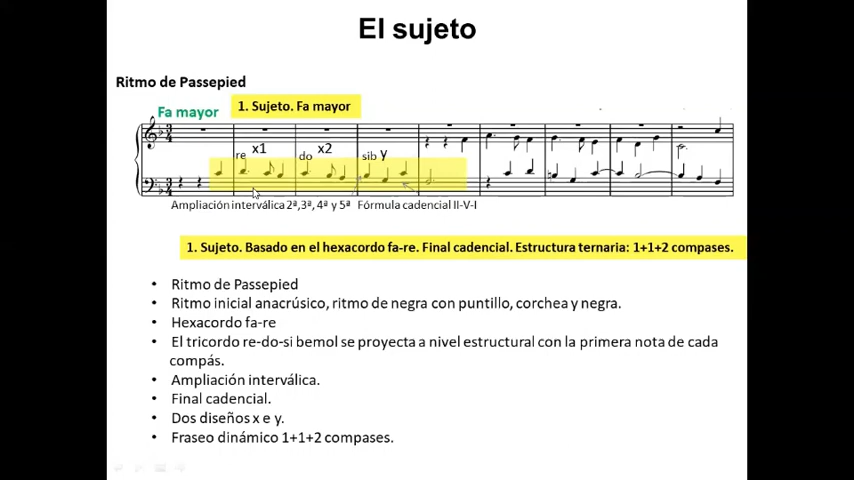 El sujeto
Ritmo de Passepied
Fa mayor
1. Sujeto. Fa mayor
re x1 do x2 sib y
Ampliación interválica 2ª,3ª, 4ª y 5ª Fórmula cadencial II-V-I
1. Sujeto. Basado en el hexacordo fa-re. Final cadencial. Estructura ternaria: 1+1+2 compases.
• Ritmo de Passepied
• Ritmo inicial anacrúsico, ritmo de negra con puntillo, corchea y negra.
• Hexacordo fa-re
• El tricordo re-do-si bemol se proyecta a nivel estructural con la primera nota de cada
compás.
• Ampliación interválica.
• Final cadencial.
• Dos diseños x e y.
• Fraseo dinámico 1+1+2 compases.